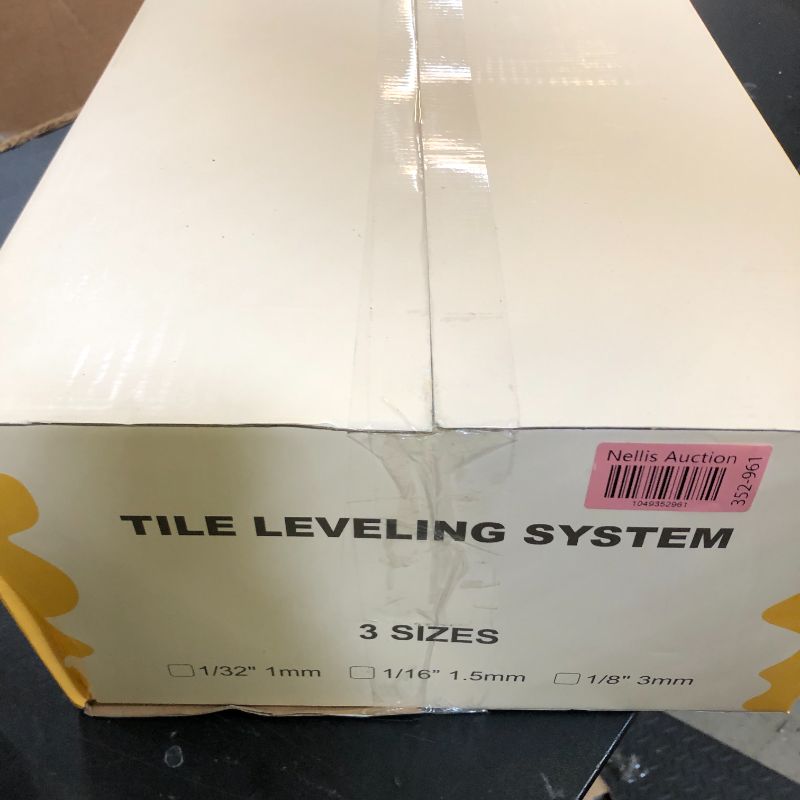 Nellis Auction
1049352961
352-961
TILE LEVELING SYSTEM
3 SIZES
1/32" 1mm 1/16" 1.5mm 1/8" 3mm